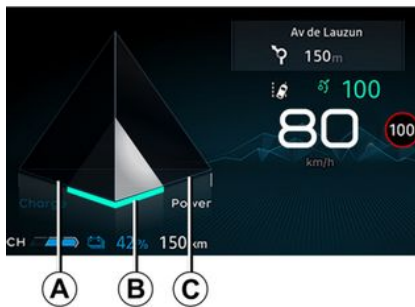 Av de Lauzun
150m
100
80
100
km/h
Charge
Power
CH
42%
150 km
A
B
C